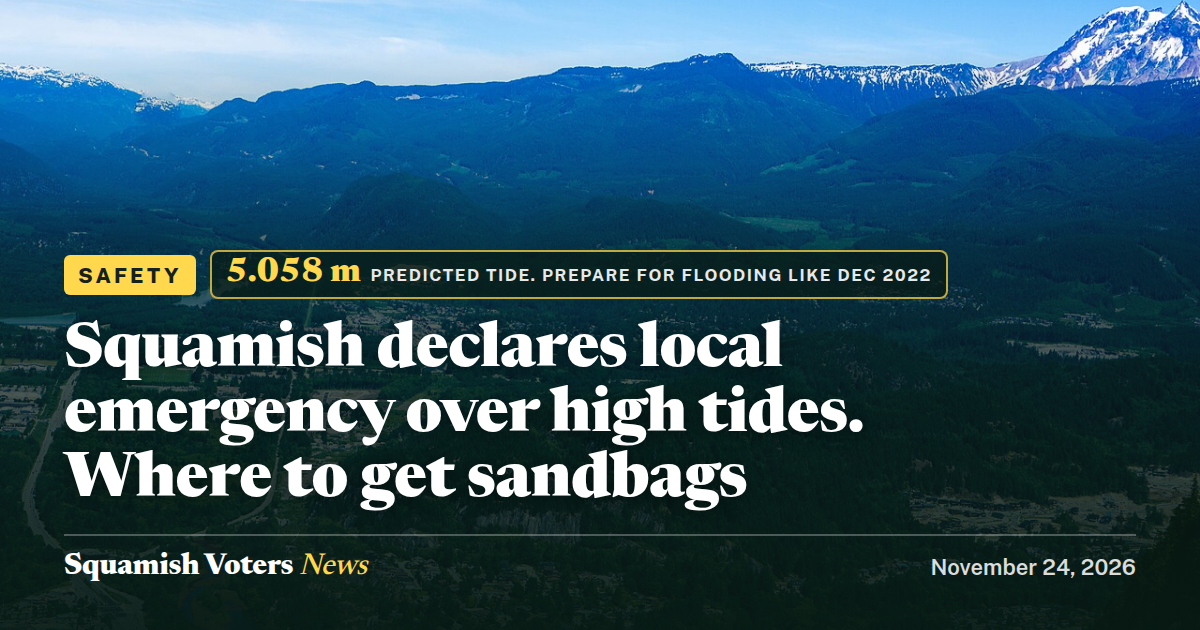 SAFETY
5.058 m PREDICTED TIDE. PREPARE FOR FLOODING LIKE DEC 2022
Squamish declares local
emergency over high tides.
Where to get sandbags
Squamish Voters News
November 24, 2026